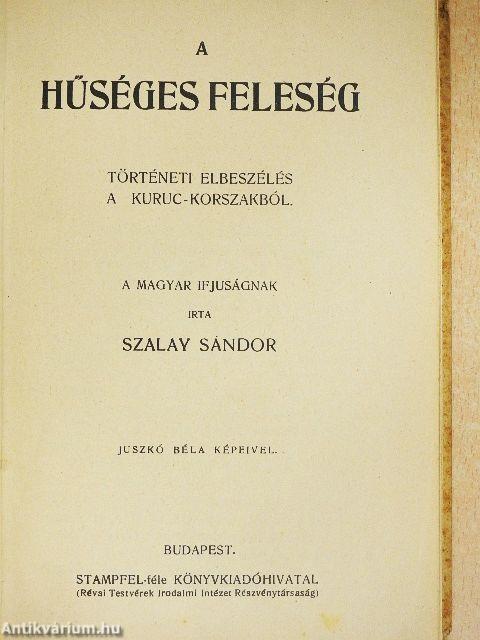 A
HŰSÉGES FELESÉG
TÖRTÉNETI ELBESZÉLÉS
A KURUC-KORSZAKBÓL.
A MAGYAR IFJUSÁGNAK
IRTA
SZALAY SÁNDOR
JUSZKÓ BÉLA KÉPEIVEL.
BUDAPEST.
STAMPFEL-féle KÖNYVKIADÓHIVATAL
(Révai Testvérek Irodalmi Intézet Részvénytársaság)
Antikvárium.hu